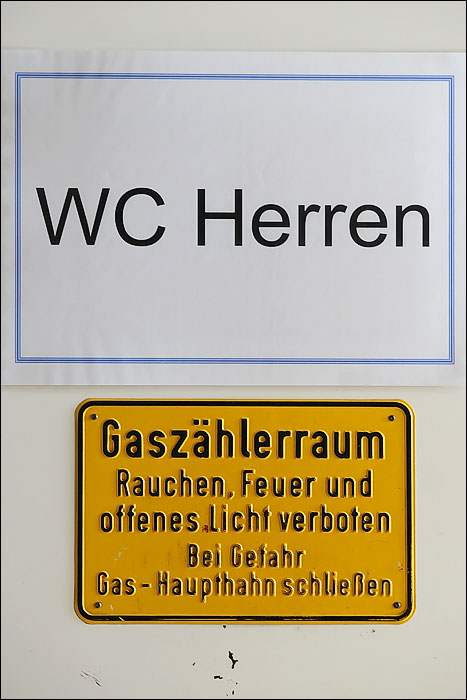 WC Herren
Gaszählerraum
Rauchen, Feuer und
offenes Licht verboten
Bei Gefahr
Gas - Haupthahn schließen